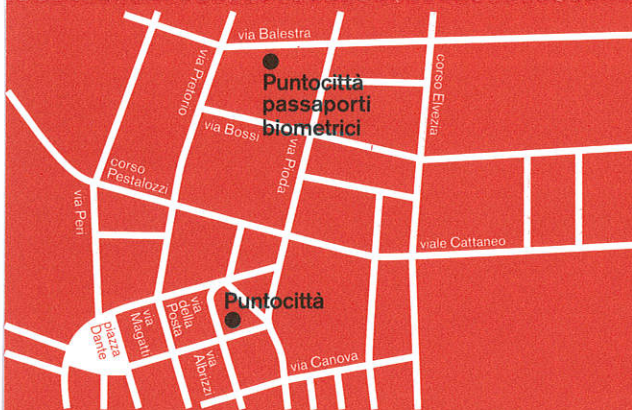 via Balestra
via Pretorio
Puntocittà
passaporti
biometrici
corso Elvezia
via Bossi
via Pioda
corso
Pestalozzi
via Peri
viale Cattaneo
Puntocittà
piazza
Dante
via
Magatti
via
della
Posta
via
Albrizzi
via Canova